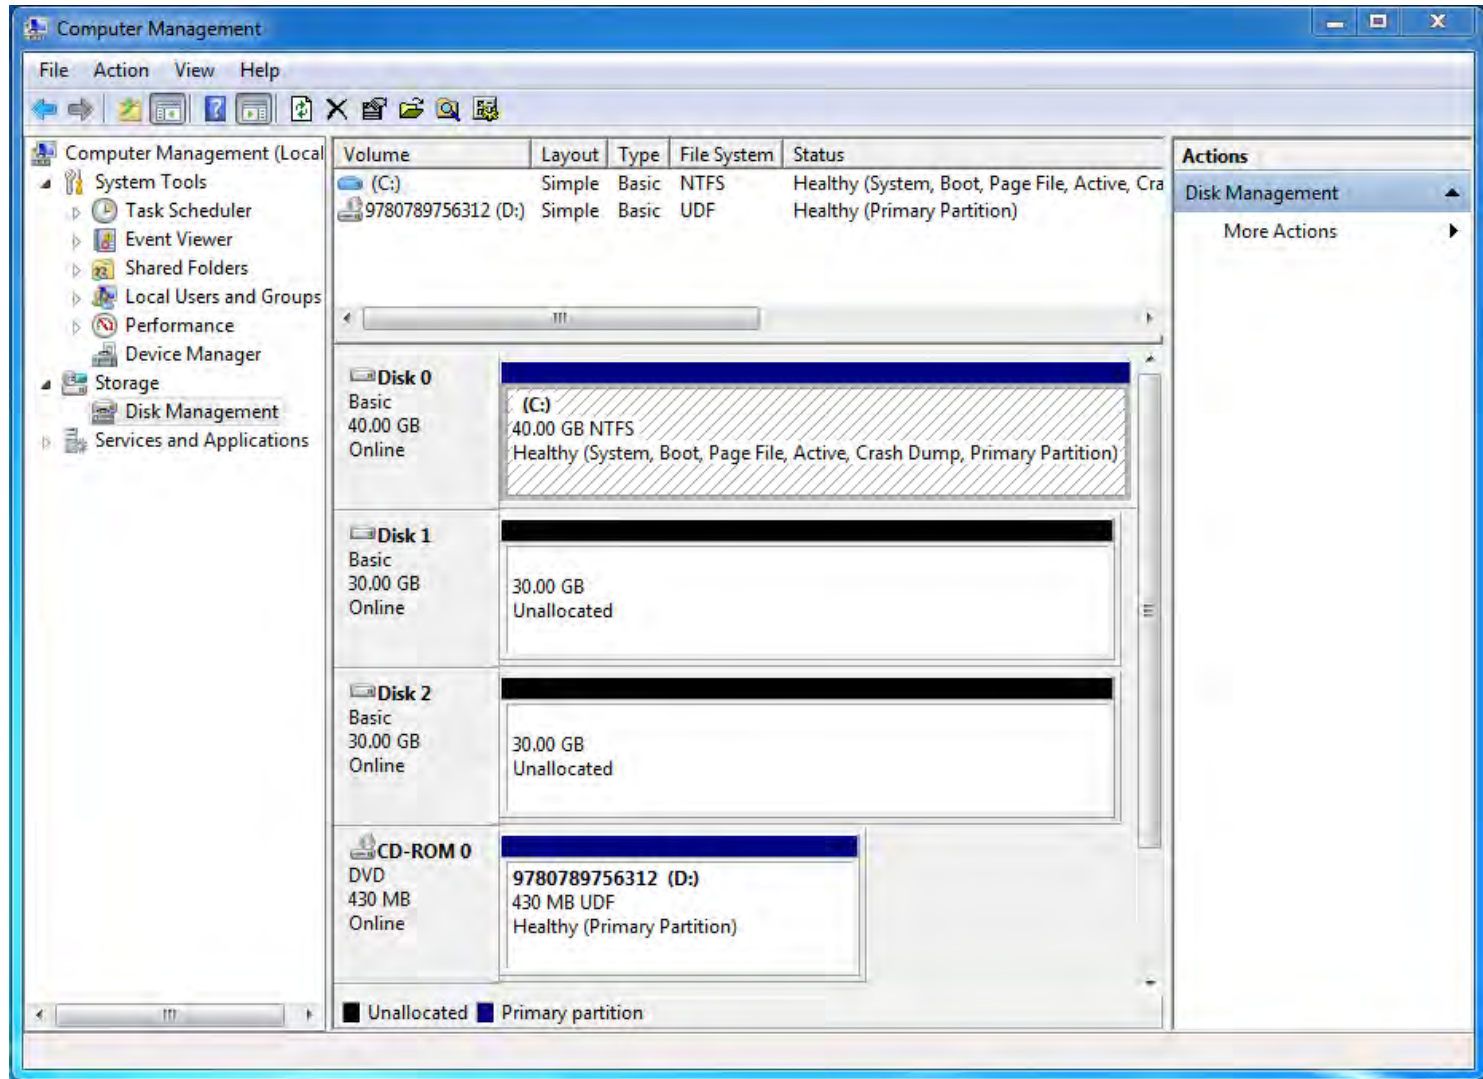 Computer Management
File Action View Help
Computer Management (Local
System Tools
Task Scheduler
Event Viewer
Shared Folders
Local Users and Groups
Performance
Device Manager
Storage
Disk Management
Services and Applications
Volume Layout Type File System Status
(C:) Simple Basic NTFS Healthy (System, Boot, Page File, Active, Cra
9780789756312 (D:) Simple Basic UDF Healthy (Primary Partition)
Disk 0
Basic
40.00 GB
Online
(C:)
40.00 GB NTFS
Healthy (System, Boot, Page File, Active, Crash Dump, Primary Partition)
Disk 1
Basic
30.00 GB
Online
30.00 GB
Unallocated
Disk 2
Basic
30.00 GB
Online
30.00 GB
Unallocated
CD-ROM 0
DVD
430 MB
Online
9780789756312 (D:)
430 MB UDF
Healthy (Primary Partition)
Unallocated Primary partition
Actions
Disk Management
More Actions